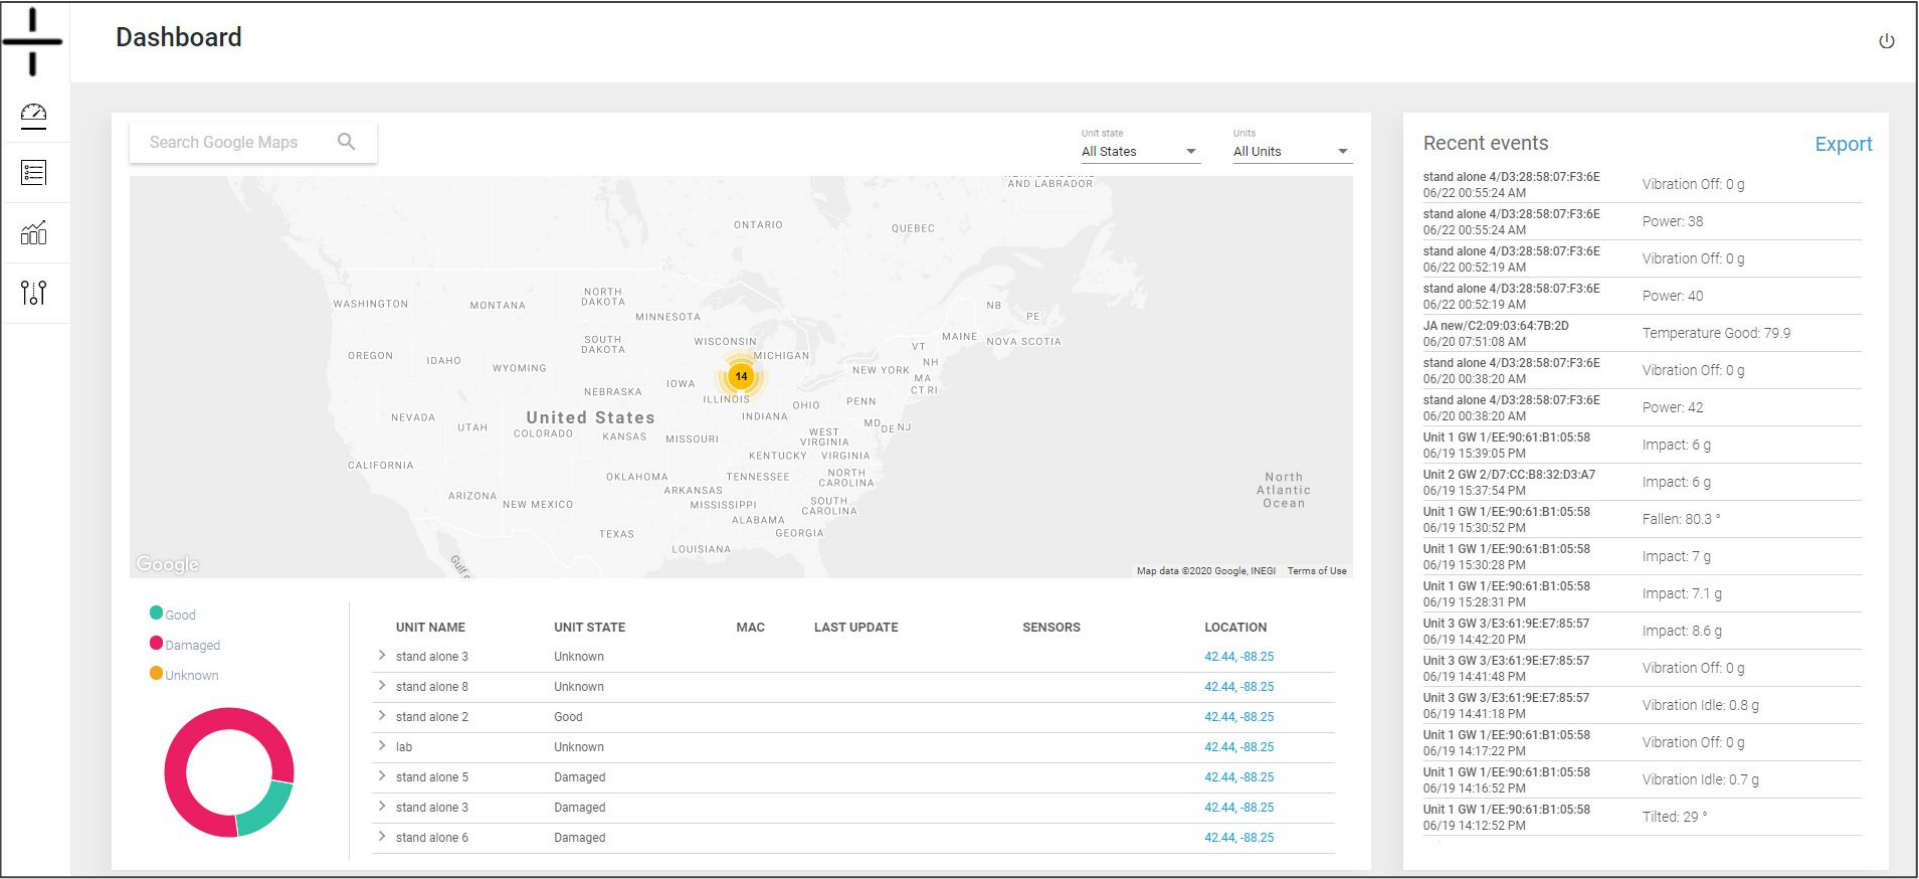 Dashboard
Search Google Maps
Unit state
All States
Units
All Units
AND LABRADOR
ONTARIO
QUEBEC
WASHINGTON
MONTANA
NORTH
DAKOTA
MINNESOTA
NB
PE
SOUTH
DAKOTA
WISCONSIN
MICHIGAN
VT
MAINE
NOVA SCOTIA
OREGON
IDAHO
WYOMING
14
NEW YORK
NH
MA
CT RI
NEBRASKA
IOWA
ILLINOIS
INDIANA
OHIO
PENN
NEVADA
UTAH
United States
COLORADO
KANSAS
MISSOURI
WEST
VIRGINIA
MD
DE NJ
KENTUCKY
VIRGINIA
CALIFORNIA
OKLAHOMA
TENNESSEE
NORTH
CAROLINA
ARKANSAS
ARIZONA
NEW MEXICO
MISSISSIPPI
SOUTH
CAROLINA
ALABAMA
TEXAS
GEORGIA
LOUISIANA
North
Atlantic
Ocean
Google
Map data ©2020 Google, INEGI Terms of Use
Good
Damaged
Unknown
UNIT NAME UNIT STATE MAC LAST UPDATE SENSORS LOCATION
stand alone 3 Unknown 42.44, -88.25
stand alone 8 Unknown 42.44, -88.25
stand alone 2 Good 42.44, -88.25
lab Unknown 42.44, -88.25
stand alone 5 Damaged 42.44, -88.25
stand alone 3 Damaged 42.44, -88.25
stand alone 6 Damaged 42.44, -88.25
Recent events
Export
stand alone 4/D3:28:58:07:F3:6E
06/22 00:55:24 AM
Vibration Off: 0 g
stand alone 4/D3:28:58:07:F3:6E
06/22 00:55:24 AM
Power: 38
stand alone 4/D3:28:58:07:F3:6E
06/22 00:52:19 AM
Vibration Off: 0 g
stand alone 4/D3:28:58:07:F3:6E
06/22 00:52:19 AM
Power: 40
JA new/C2:09:03:64:7B:2D
06/20 07:51:08 AM
Temperature Good: 79.9
stand alone 4/D3:28:58:07:F3:6E
06/20 00:38:20 AM
Vibration Off: 0 g
stand alone 4/D3:28:58:07:F3:6E
06/20 00:38:20 AM
Power: 42
Unit 1 GW 1/EE:90:61:B1:05:58
06/19 15:39:05 PM
Impact: 6 g
Unit 2 GW 2/D7:CC:B8:32:D3:A7
06/19 15:37:54 PM
Impact: 6 g
Unit 1 GW 1/EE:90:61:B1:05:58
06/19 15:30:52 PM
Fallen: 80.3 °
Unit 1 GW 1/EE:90:61:B1:05:58
06/19 15:30:28 PM
Impact: 7 g
Unit 1 GW 1/EE:90:61:B1:05:58
06/19 15:28:31 PM
Impact: 7.1 g
Unit 3 GW 3/E3:61:9E:E7:85:57
06/19 14:42:20 PM
Impact: 8.6 g
Unit 3 GW 3/E3:61:9E:E7:85:57
06/19 14:41:48 PM
Vibration Off: 0 g
Unit 3 GW 3/E3:61:9E:E7:85:57
06/19 14:41:18 PM
Vibration Idle: 0.8 g
Unit 1 GW 1/EE:90:61:B1:05:58
06/19 14:17:22 PM
Vibration Off: 0 g
Unit 1 GW 1/EE:90:61:B1:05:58
06/19 14:16:52 PM
Vibration Idle: 0.7 g
Unit 1 GW 1/EE:90:61:B1:05:58
06/19 14:12:52 PM
Tilted: 29 °